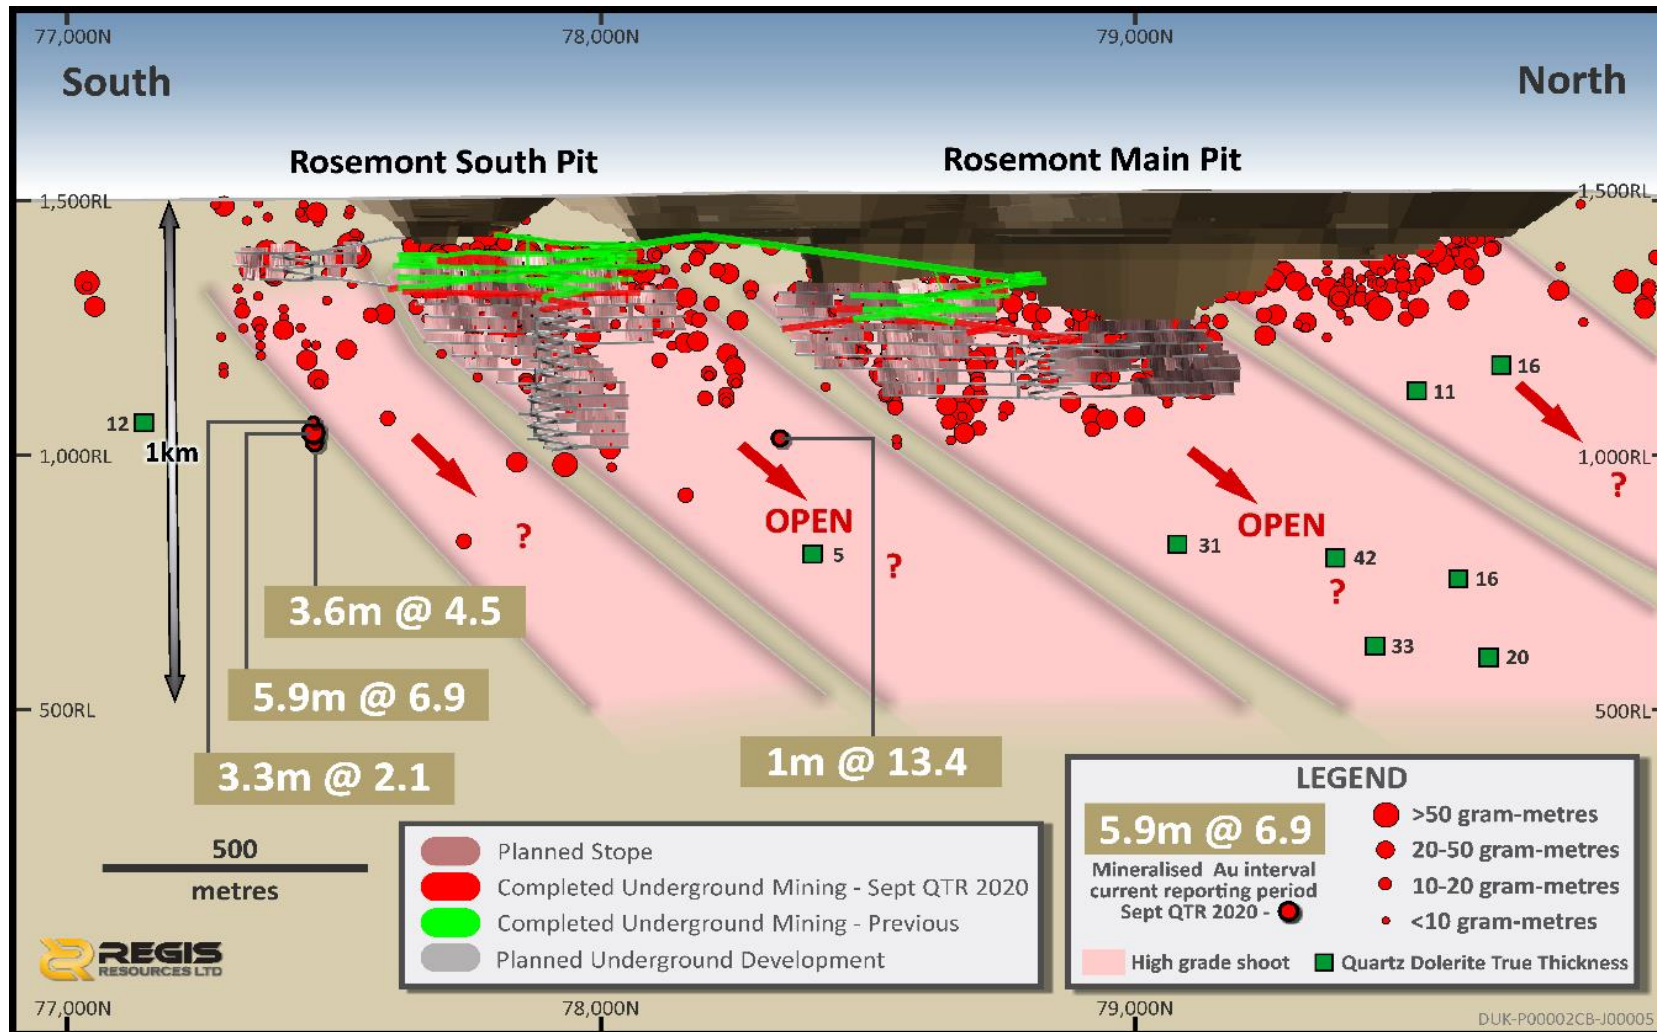 77,000N
78,000N
79,000N
South
North
Rosemont South Pit
Rosemont Main Pit
1,500RL
1,500RL
16
11
12
1km
1,000RL
1,000RL
?
OPEN
OPEN
?
5
?
31
42
?
16
33
20
3.6m @ 4.5
5.9m @ 6.9
3.3m @ 2.1
1m @ 13.4
500RL
500RL
500
metres
Planned Stope
Completed Underground Mining - Sept QTR 2020
Completed Underground Mining - Previous
Planned Underground Development
LEGEND
5.9m @ 6.9
Mineralised Au interval
current reporting period
Sept QTR 2020 -
>50 gram-metres
20-50 gram-metres
10-20 gram-metres
<10 gram-metres
High grade shoot
Quartz Dolerite True Thickness
REGIS
RESOURCES LTD
77,000N
78,000N
79,000N
DUK-P00002CB-J00005